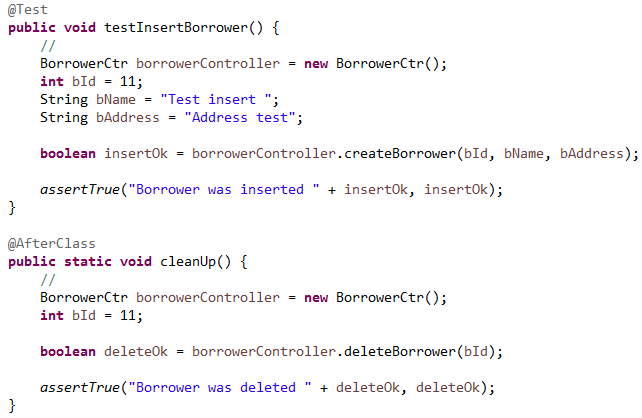 @Test
public void testInsertBorrower() {
//
BorrowerCtr borrowerController = new BorrowerCtr();
int bId = 11;
String bName = "Test insert ";
String bAddress = "Address test";
boolean insertOk = borrowerController.createBorrower(bId, bName, bAddress);
assertTrue("Borrower was inserted " + insertOk, insertOk);
}
@AfterClass
public static void cleanUp() {
//
BorrowerCtr borrowerController = new BorrowerCtr();
int bId = 11;
boolean deleteOk = borrowerController.deleteBorrower(bId);
assertTrue("Borrower was deleted " + deleteOk, deleteOk);
}